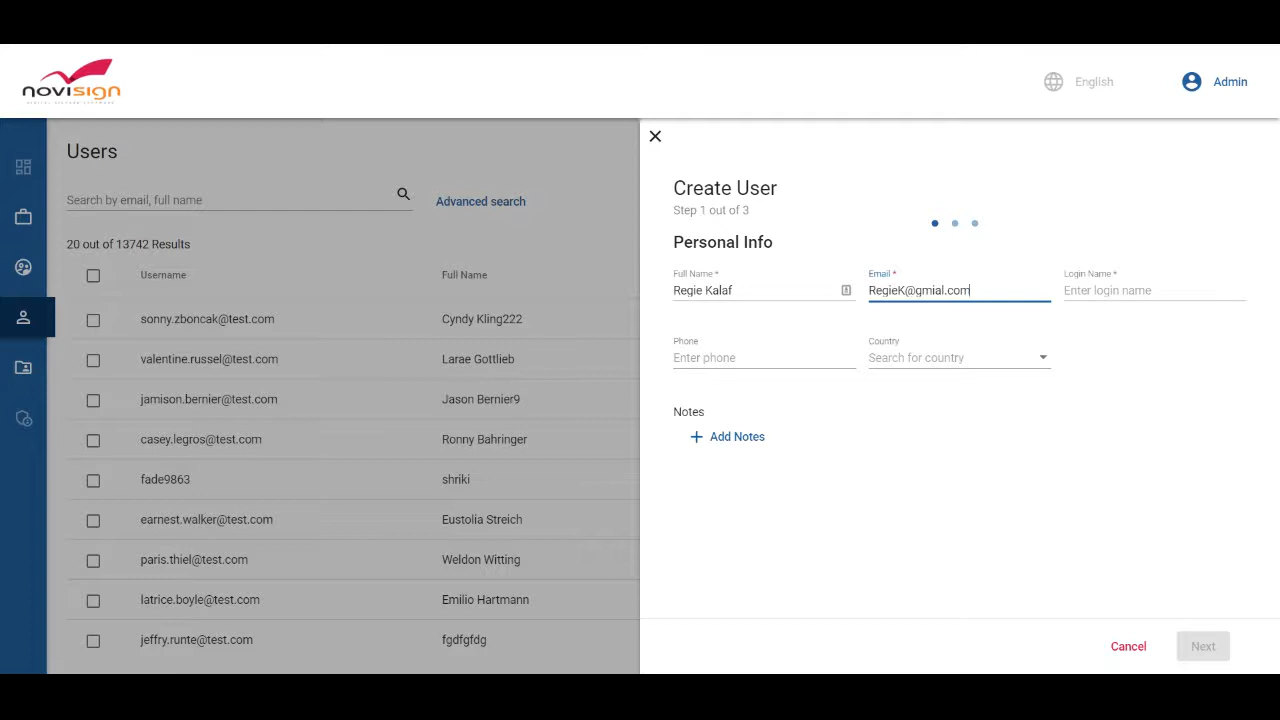 novisign
English
Admin
Users
Search by email, full name
Advanced search
20 out of 13742 Results
Username Full Name
sonny.zboncak@test.com Cyndy Kling222
valentine.russel@test.com Larae Gottlieb
jamison.bernier@test.com Jason Bernier9
casey.legros@test.com Ronny Bahringer
fade9863 shriki
earnest.walker@test.com Eustolia Streich
paris.thiel@test.com Weldon Witting
latrice.boyle@test.com Emilio Hartmann
jeffry.runte@test.com fgdfgfdg
Create User
Step 1 out of 3
Personal Info
Full Name * Email * Login Name *
Regie Kalaf RegieK@gmial.com Enter login name
Phone Country
Enter phone Search for country
Notes
Add Notes
Cancel Next